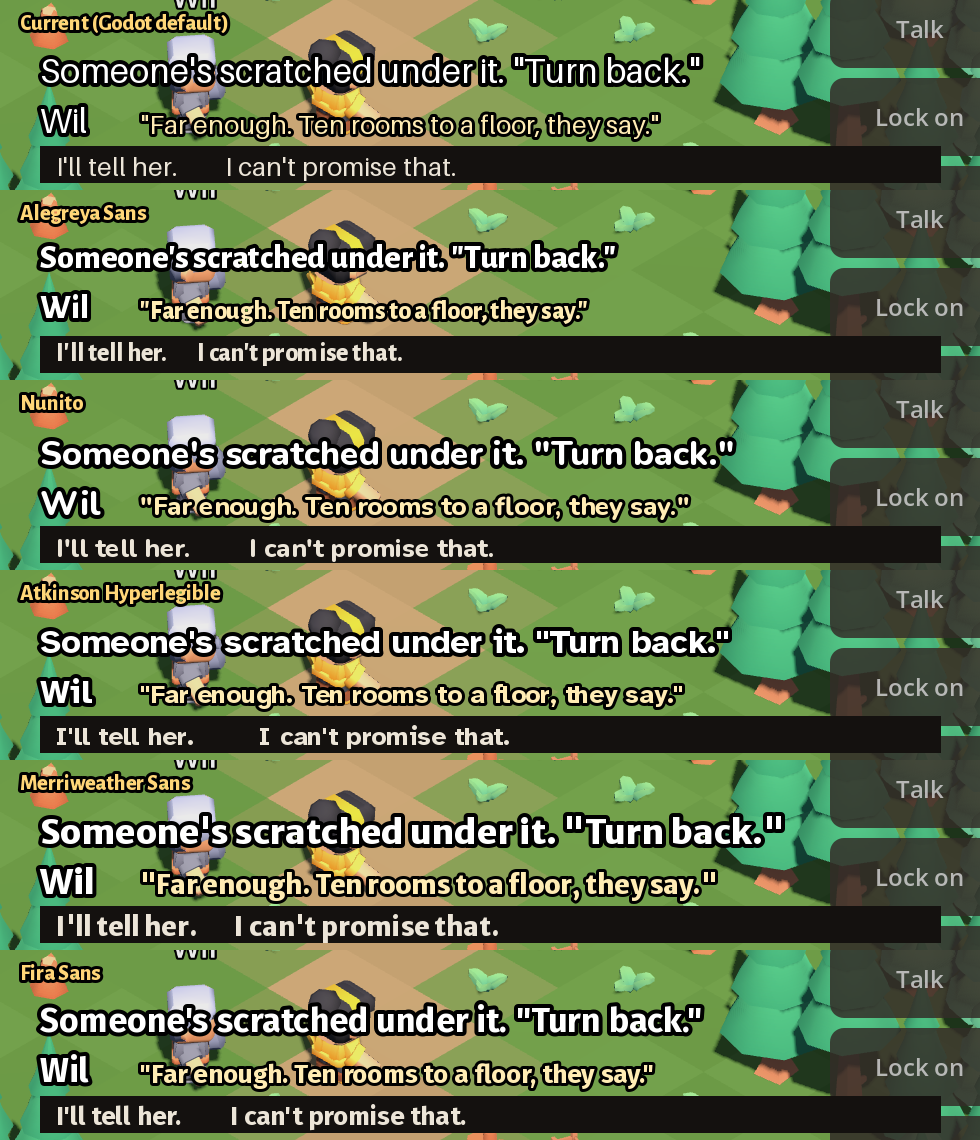 Wil
Current (Godot default)
Talk
Someone's scratched under it. "Turn back."
Wil "Far enough. Ten rooms to a floor, they say."
Lock on
I'll tell her. I can't promise that.
Wil
Alegreya Sans
Talk
Someone's scratched under it. "Turn back."
Wil "Far enough. Ten rooms to a floor, they say."
Lock on
I'll tell her. I can't promise that.
Wil
Nunito
Talk
Someone's scratched under it. "Turn back."
Wil "Far enough. Ten rooms to a floor, they say."
Lock on
I'll tell her. I can't promise that.
Wil
Atkinson Hyperlegible
Talk
Someone's scratched under it. "Turn back."
Wil "Far enough. Ten rooms to a floor, they say."
Lock on
I'll tell her. I can't promise that.
Wil
Merriweather Sans
Talk
Someone's scratched under it. "Turn back."
Wil "Far enough. Ten rooms to a floor, they say."
Lock on
I'll tell her. I can't promise that.
Wil
Fira Sans
Talk
Someone's scratched under it. "Turn back."
Wil "Far enough. Ten rooms to a floor, they say."
Lock on
I'll tell her. I can't promise that.